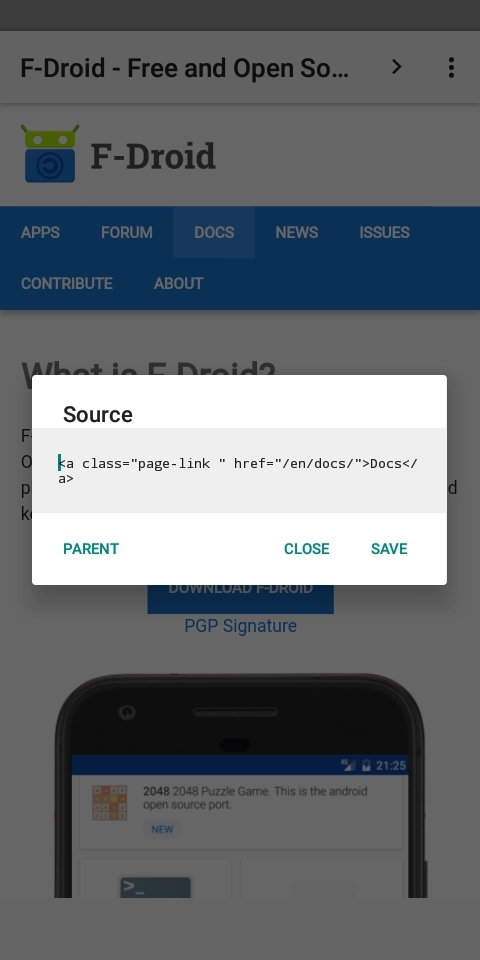 F-Droid - Free and Open So...
F-Droid
APPS FORUM DOCS NEWS ISSUES
CONTRIBUTE ABOUT
What is F-Droid?
Source
<a class="page-link " href="/en/docs/">Docs</
a>
PARENT CLOSE SAVE
DOWNLOAD F-DROID
PGP Signature
4G 21:25
2048 2048 Puzzle Game. This is the android
open source port.
NEW
>_